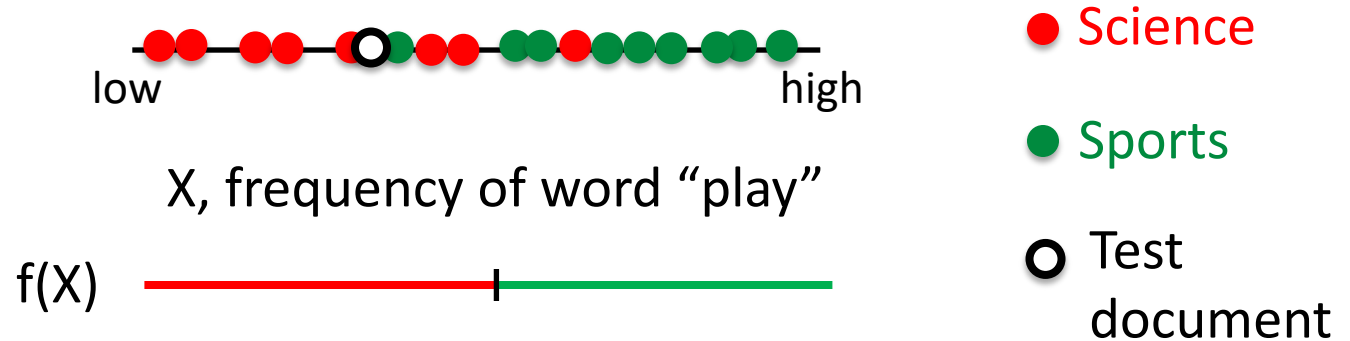 Science
low
high
Sports
X, frequency of word “play”
Test
document
f(X)